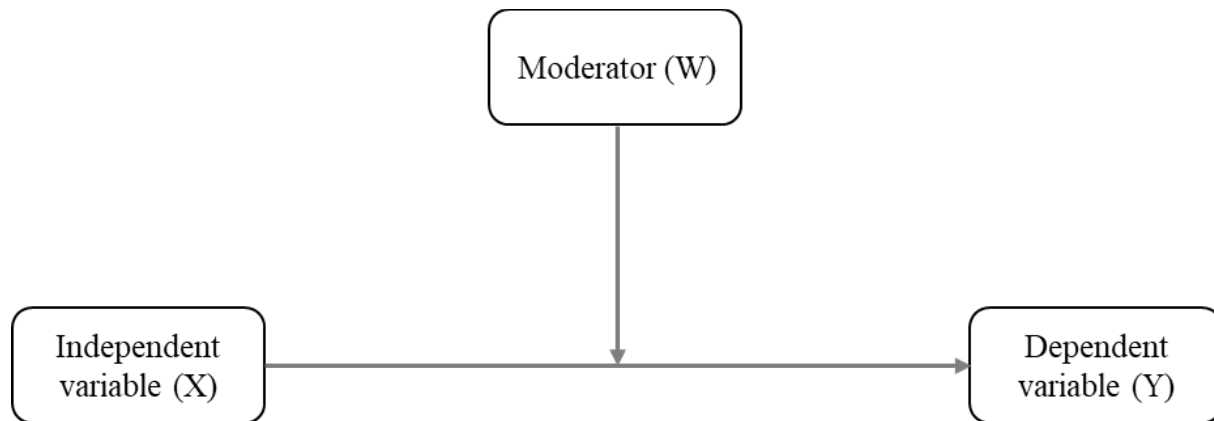 Moderator (W)
Independent
variable (X)
Dependent
variable (Y)